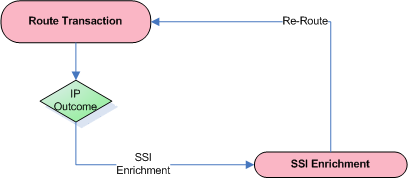 Route Transaction
Re-Route
IP
Outcome
SSI
Enrichment
SSI Enrichment